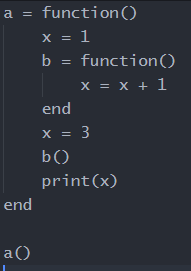 a = function()
    x = 1
    b = function()
        x = x + 1
    end
    x = 3
    b()
    print(x)
end

a()